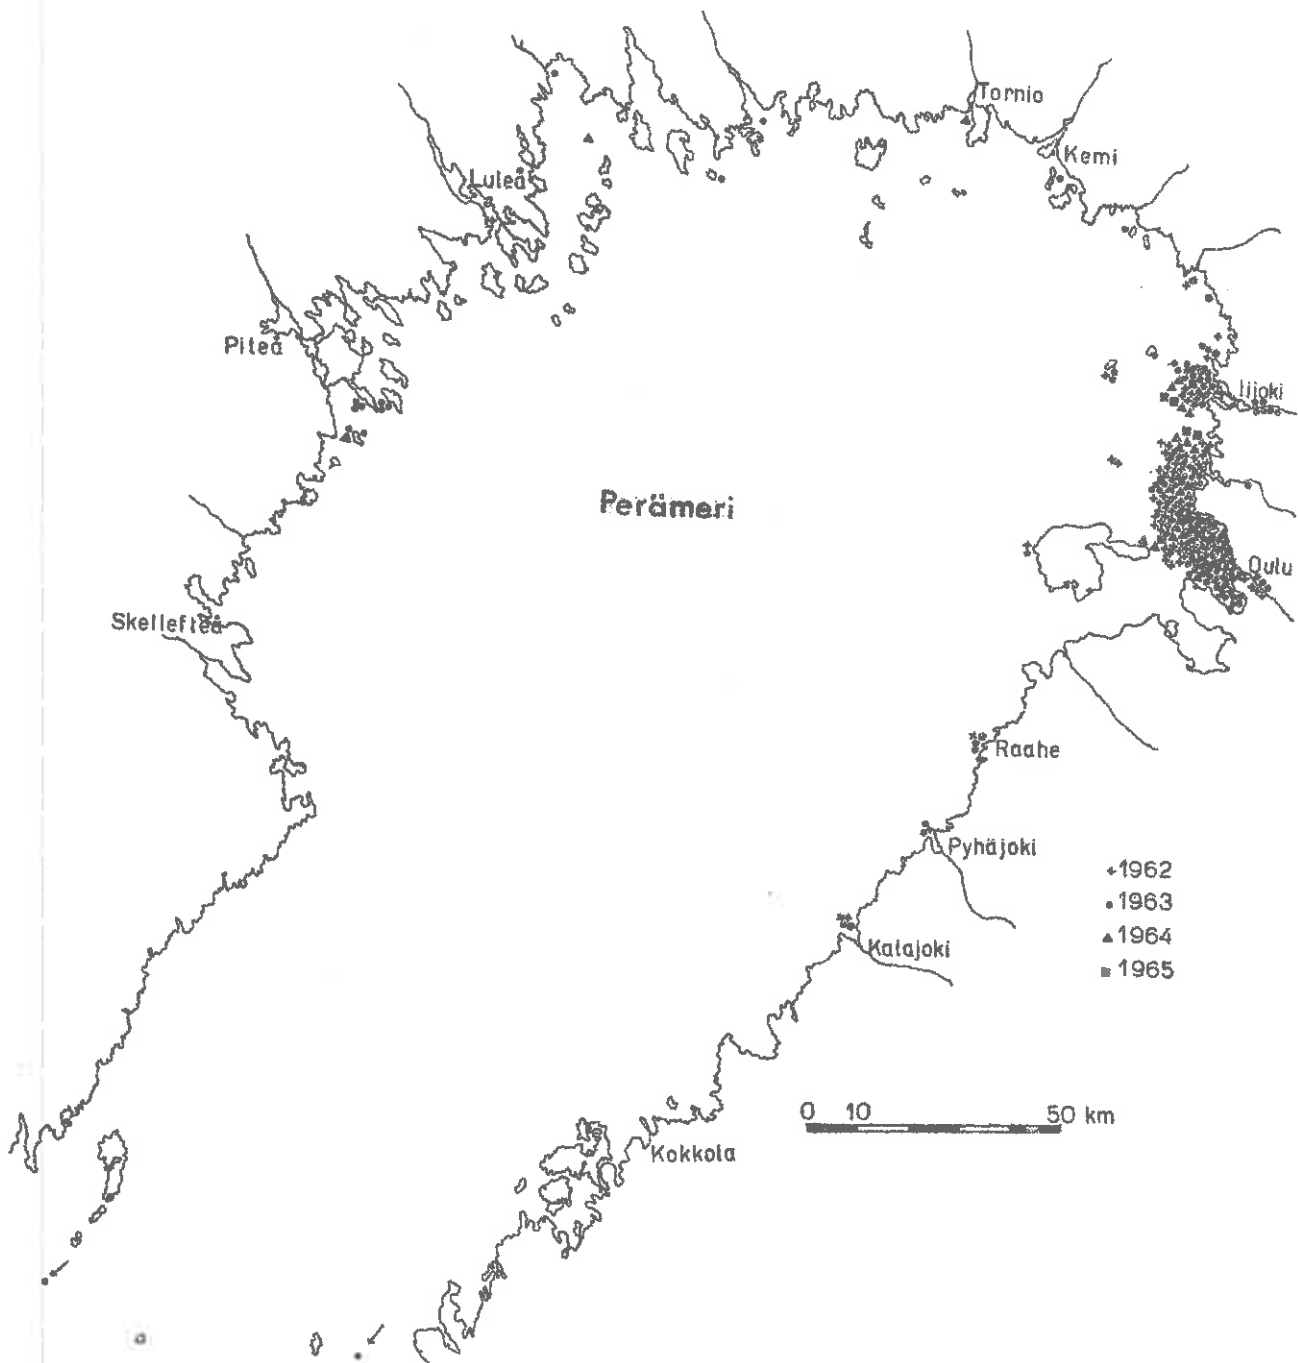 Tornio
Kemi
Luleå
Piteå
Iijoki
Perämeri
Oulu
Skellefteå
Raahe
Pyhäjoki
+1962
•1963
▲1964
■1965
Kalajoki
0 10 50 km
Kokkola